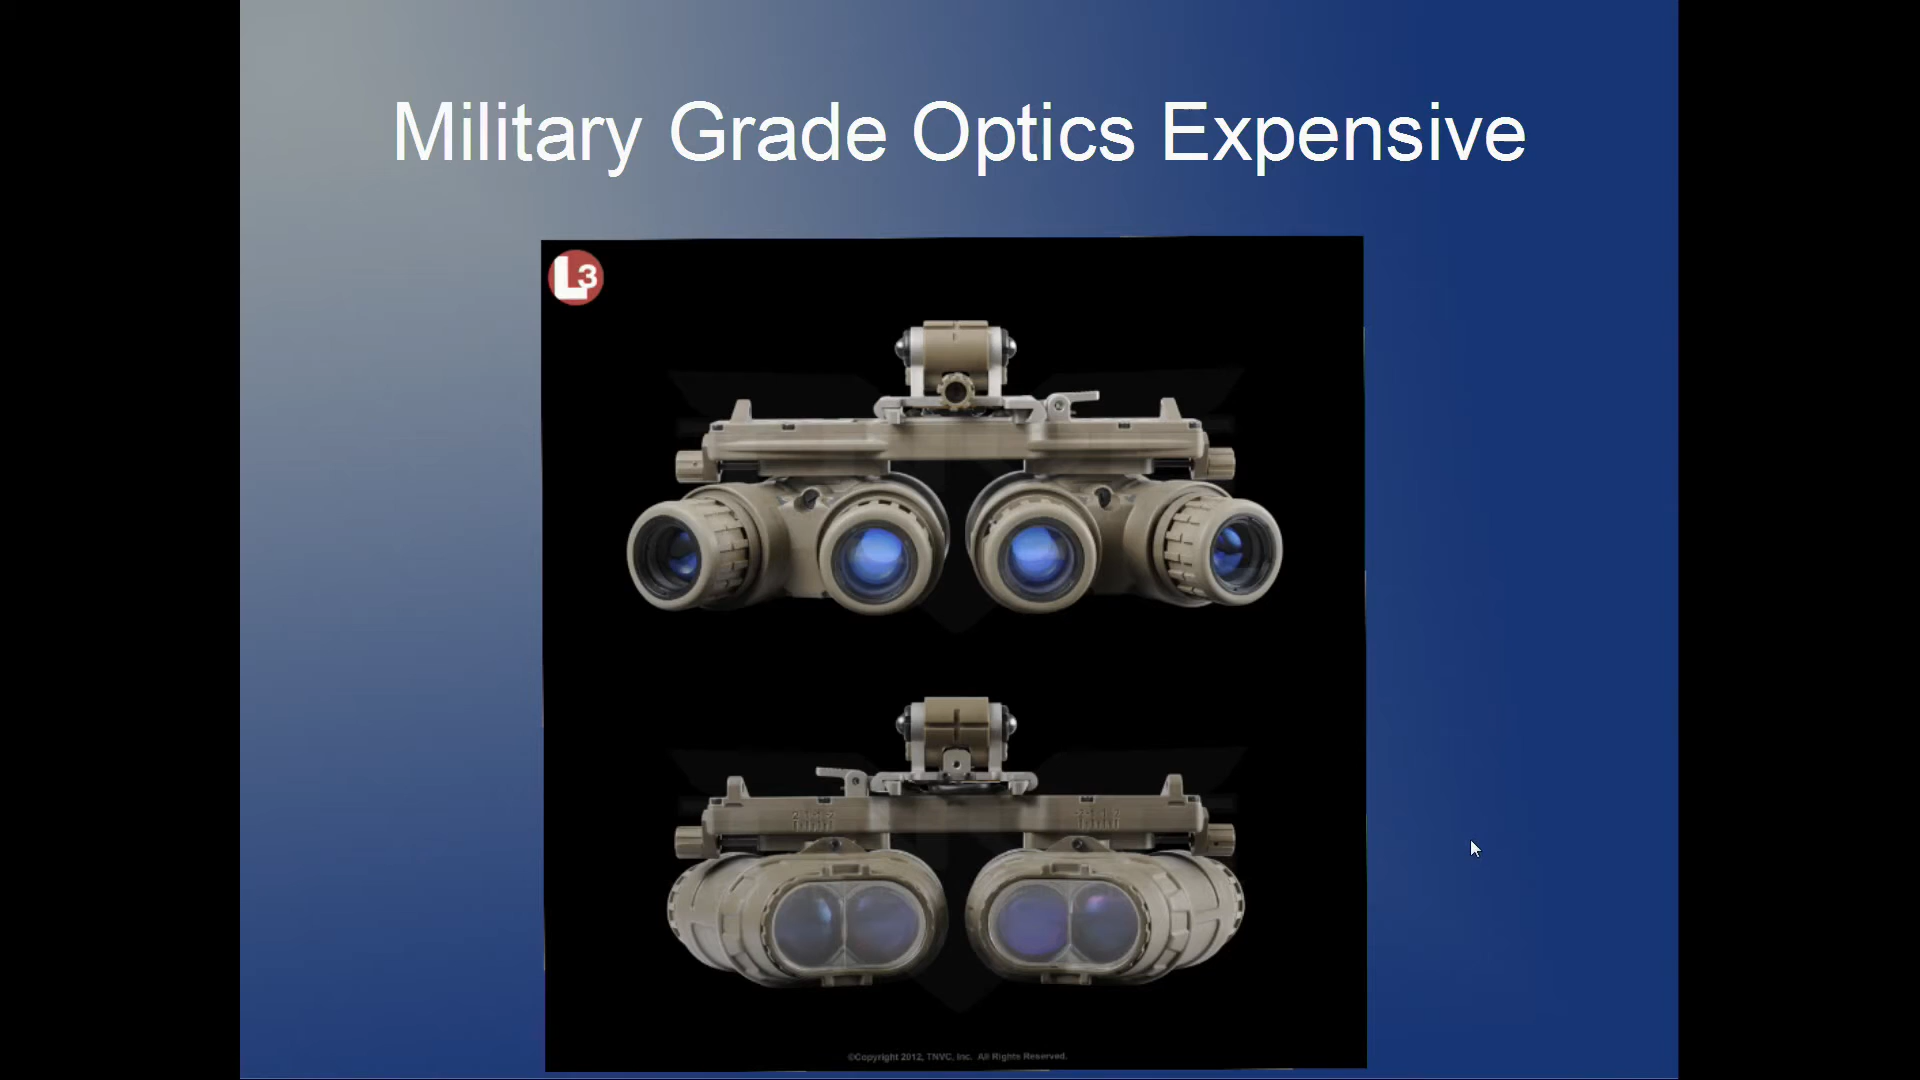 Military Grade Optics Expensive
L3
©Copyright 2012, TNVC, Inc. All Rights Reserved.